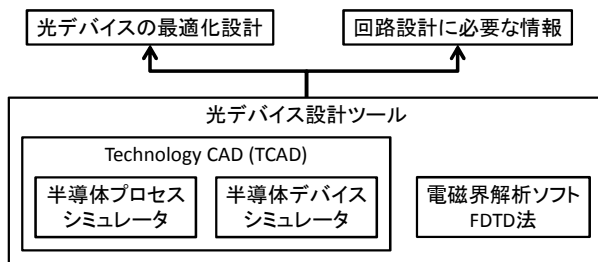 光デバイスの最適化設計
回路設計に必要な情報
光デバイス設計ツール
Technology CAD (TCAD)
半導体プロセス
シミュレータ
半導体デバイス
シミュレータ
電磁界解析ソフト
FDTD法